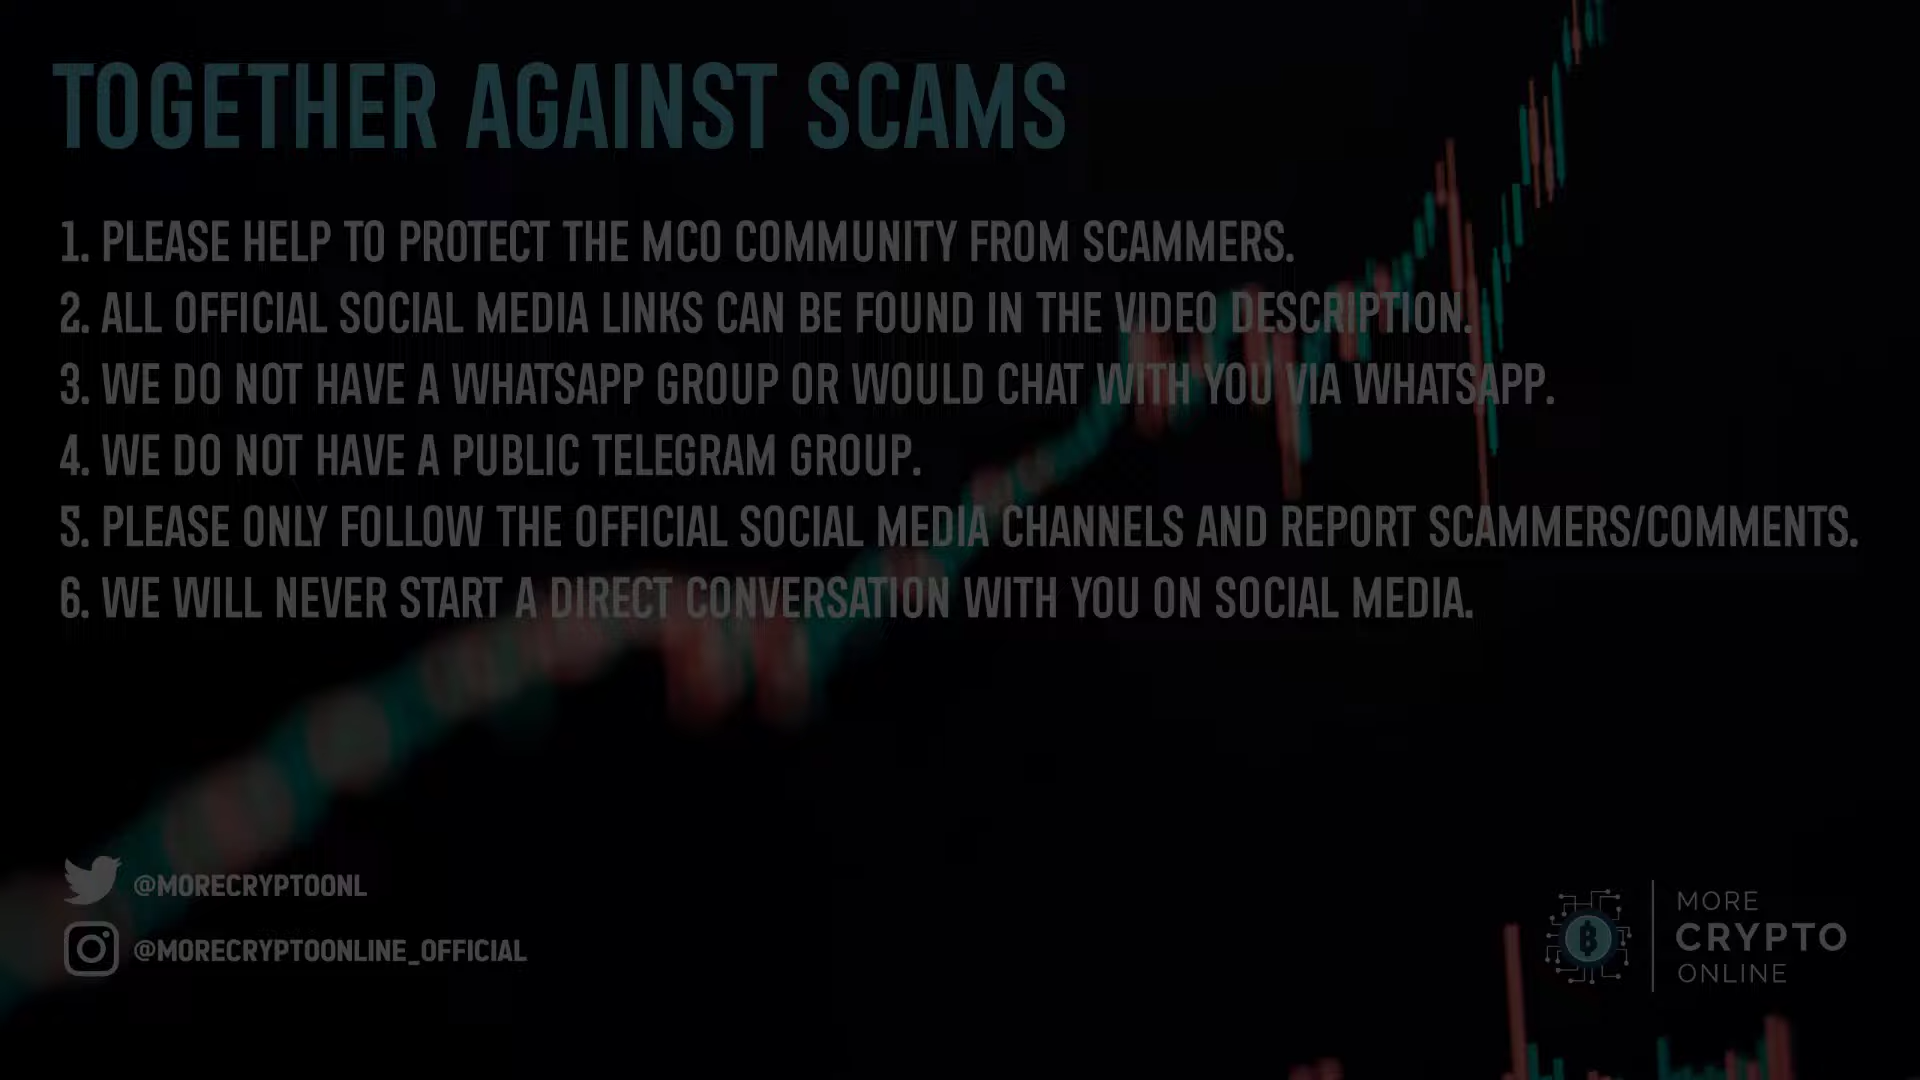 TOGETHER AGAINST SCAMS
1. PLEASE HELP TO PROTECT THE MCO COMMUNITY FROM SCAMMERS.
2. ALL OFFICIAL SOCIAL MEDIA LINKS CAN BE FOUND IN THE VIDEO DESCRIPTION.
3. WE DO NOT HAVE A WHATSAPP GROUP OR WOULD CHAT WITH YOU VIA WHATSAPP.
4. WE DO NOT HAVE A PUBLIC TELEGRAM GROUP.
5. PLEASE ONLY FOLLOW THE OFFICIAL SOCIAL MEDIA CHANNELS AND REPORT SCAMMERS/COMMENTS.
6. WE WILL NEVER START A DIRECT CONVERSATION WITH YOU ON SOCIAL MEDIA.
@MORECRYPTOONL
@MORECRYPTOONLINE_OFFICIAL
MORE
CRYPTO
ONLINE